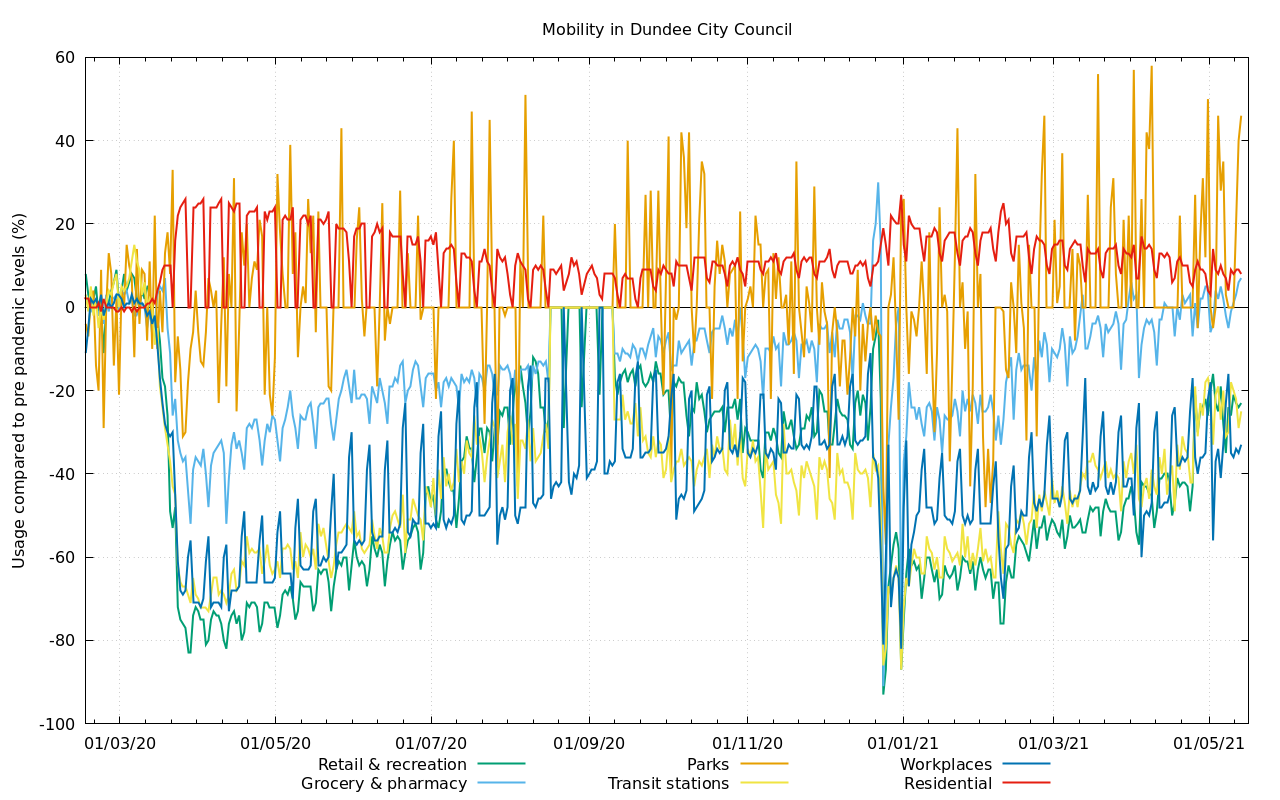 Mobility in Dundee City Council
Usage compared to pre pandemic levels (%)
60
40
20
0
-20
-40
-60
-80
-100
01/03/20 01/05/20 01/07/20 01/09/20 01/11/20 01/01/21 01/03/21 01/05/21
Retail & recreation Parks Workplaces
Grocery & pharmacy Transit stations Residential